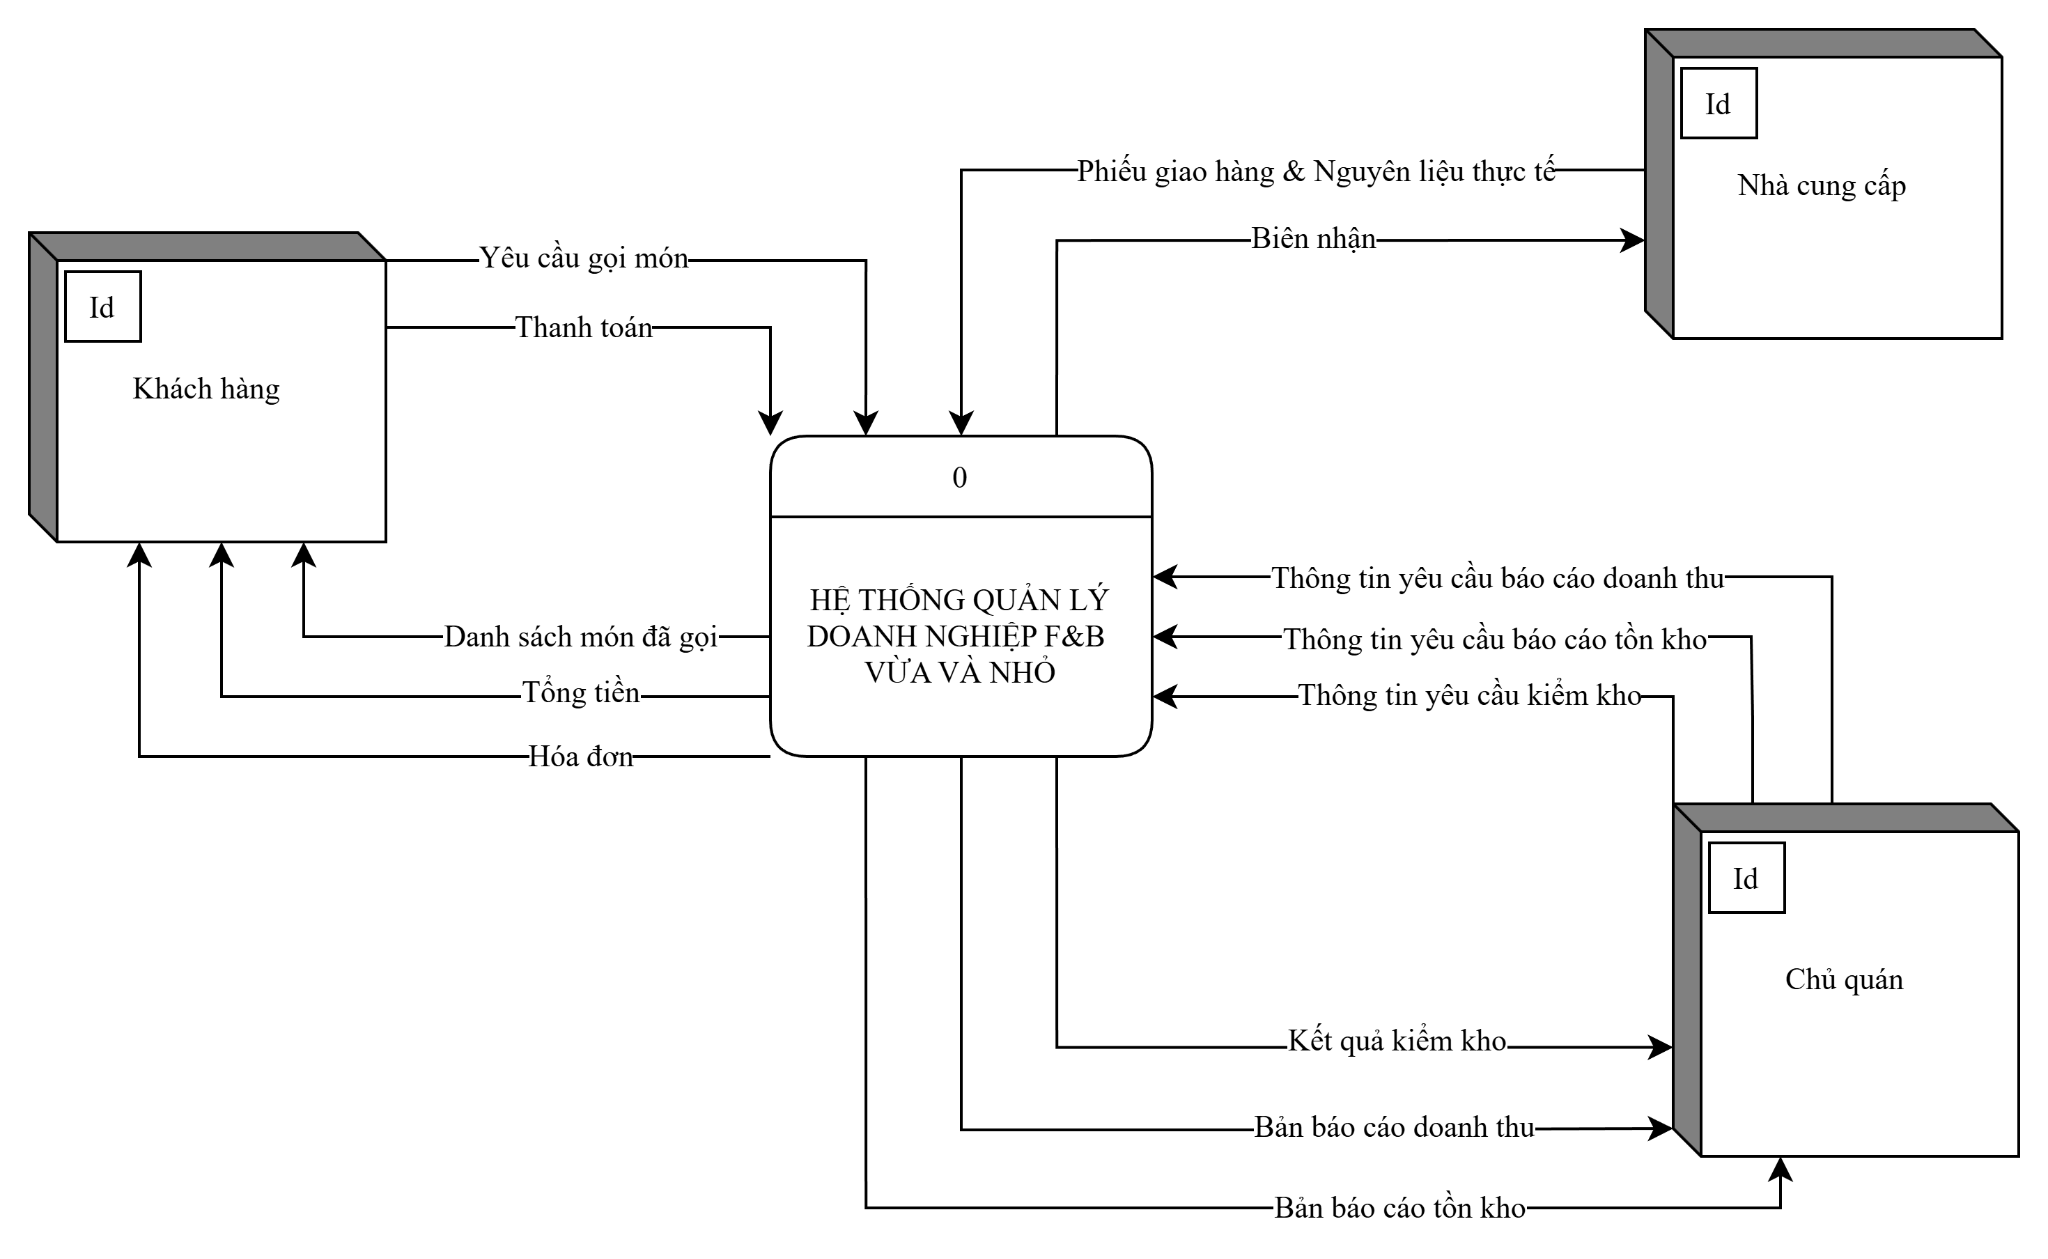 Id
Phiếu giao hàng & Nguyên liệu thực tế
Nhà cung cấp
Biên nhận
Yêu cầu gọi món
Id
Thanh toán
Khách hàng
0
HỆ THỐNG QUẢN LÝ
DOANH NGHIỆP F&B
VỪA VÀ NHỎ
Thông tin yêu cầu báo cáo doanh thu
Danh sách món đã gọi
Thông tin yêu cầu báo cáo tồn kho
Tổng tiền
Thông tin yêu cầu kiểm kho
Hóa đơn
Id
Chủ quán
Kết quả kiểm kho
Bản báo cáo doanh thu
Bản báo cáo tồn kho